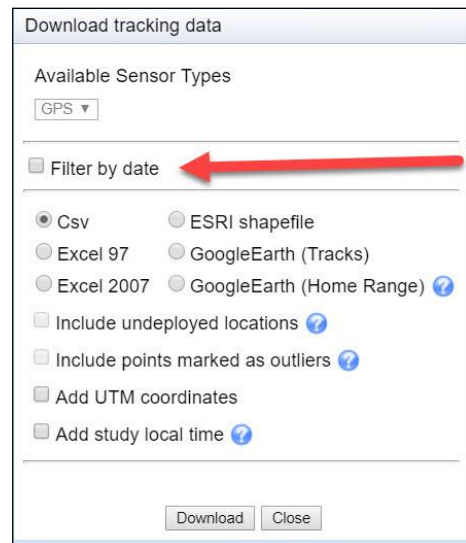 Download tracking data
Available Sensor Types
GPS ▼
Filter by date
Csv ESRI shapefile
Excel 97 GoogleEarth (Tracks)
Excel 2007 GoogleEarth (Home Range) ?
Include undeployed locations ?
Include points marked as outliers ?
Add UTM coordinates
Add study local time ?
Download Close